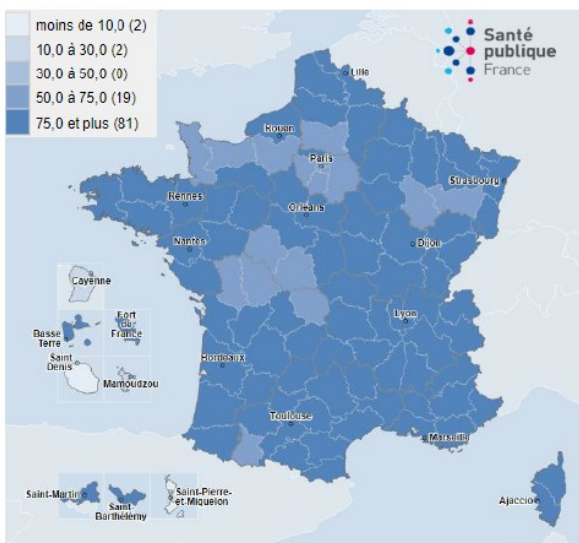 moins de 10,0 (2)
10,0 à 30,0 (2)
30,0 à 50,0 (0)
50,0 à 75,0 (19)
75,0 et plus (81)
Santé
publique
France
Lille
Rouen
Paris
Strasbourg
Rennes
Orléans
Nantes
Dijon
Cayenne
Fort
de
France
Basse
Terre
Saint
Denis
Mamoudzou
Lyon
Bordeaux
Toulouse
Marseille
Saint-Martin
Saint-
Barthélémy
Saint-Pierre-
et-Miquelon
Ajaccio